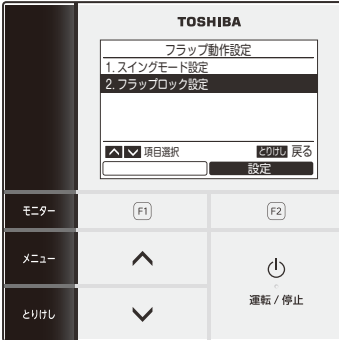 TOSHIBA
フラップ動作設定
1. スイングモード設定
2. フラップロック設定
項目選択 とりけし 戻る
設定
モニター F1 F2
メニュー
運転 / 停止
とりけし